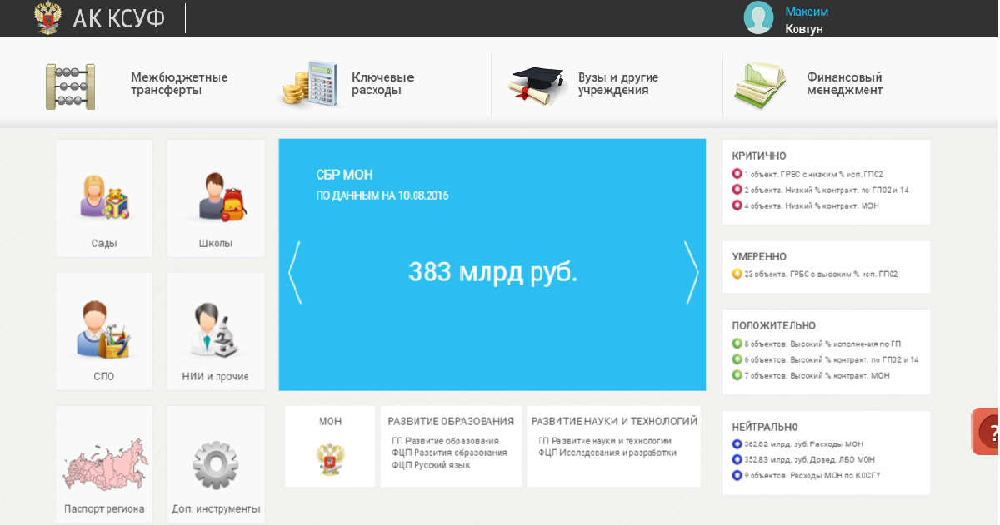 АК КСУФ
Максим
Ковтун
Межбюджетные
трансферты
Ключевые
расходы
Вузы и другие
учреждения
Финансовый
менеджмент
Сады
Школы
СПО
НИИ и прочие
Паспорт региона
Доп. инструменты
СБР МОН
ПО ДАННЫМ НА 10.08.2016
383 млрд руб.
МОН
РАЗВИТИЕ ОБРАЗОВАНИЯ
ГП Развитие образования
ФЦП Развития образования
ФЦП Русский язык
РАЗВИТИЕ НАУКИ И ТЕХНОЛОГИЙ
ГП Развитие науки и технологии
ФЦП Исследования и разработки
КРИТИЧНО
1 объект. ГРБС с низким % исп. ГП02
2 объекта. Низкий % контракт. по ГП02 и 14
4 объекта. Низкий % контракт. МОН
УМЕРЕННО
23 объекта. ГРБС с высоким % исп. ГП02
ПОЛОЖИТЕЛЬНО
8 объектов. Высокий % исполнения по ГП
6 объектов. Высокий % контракт. по ГП02 и 14
7 объектов. Высокий % контракт. МОН
НЕЙТРАЛЬНО
362,82 млрд. руб. Расходы МОН
352,83 млрд. руб. Довед. ЛБО МОН
9 объектов. Расходы МОН по КОСГУ
?